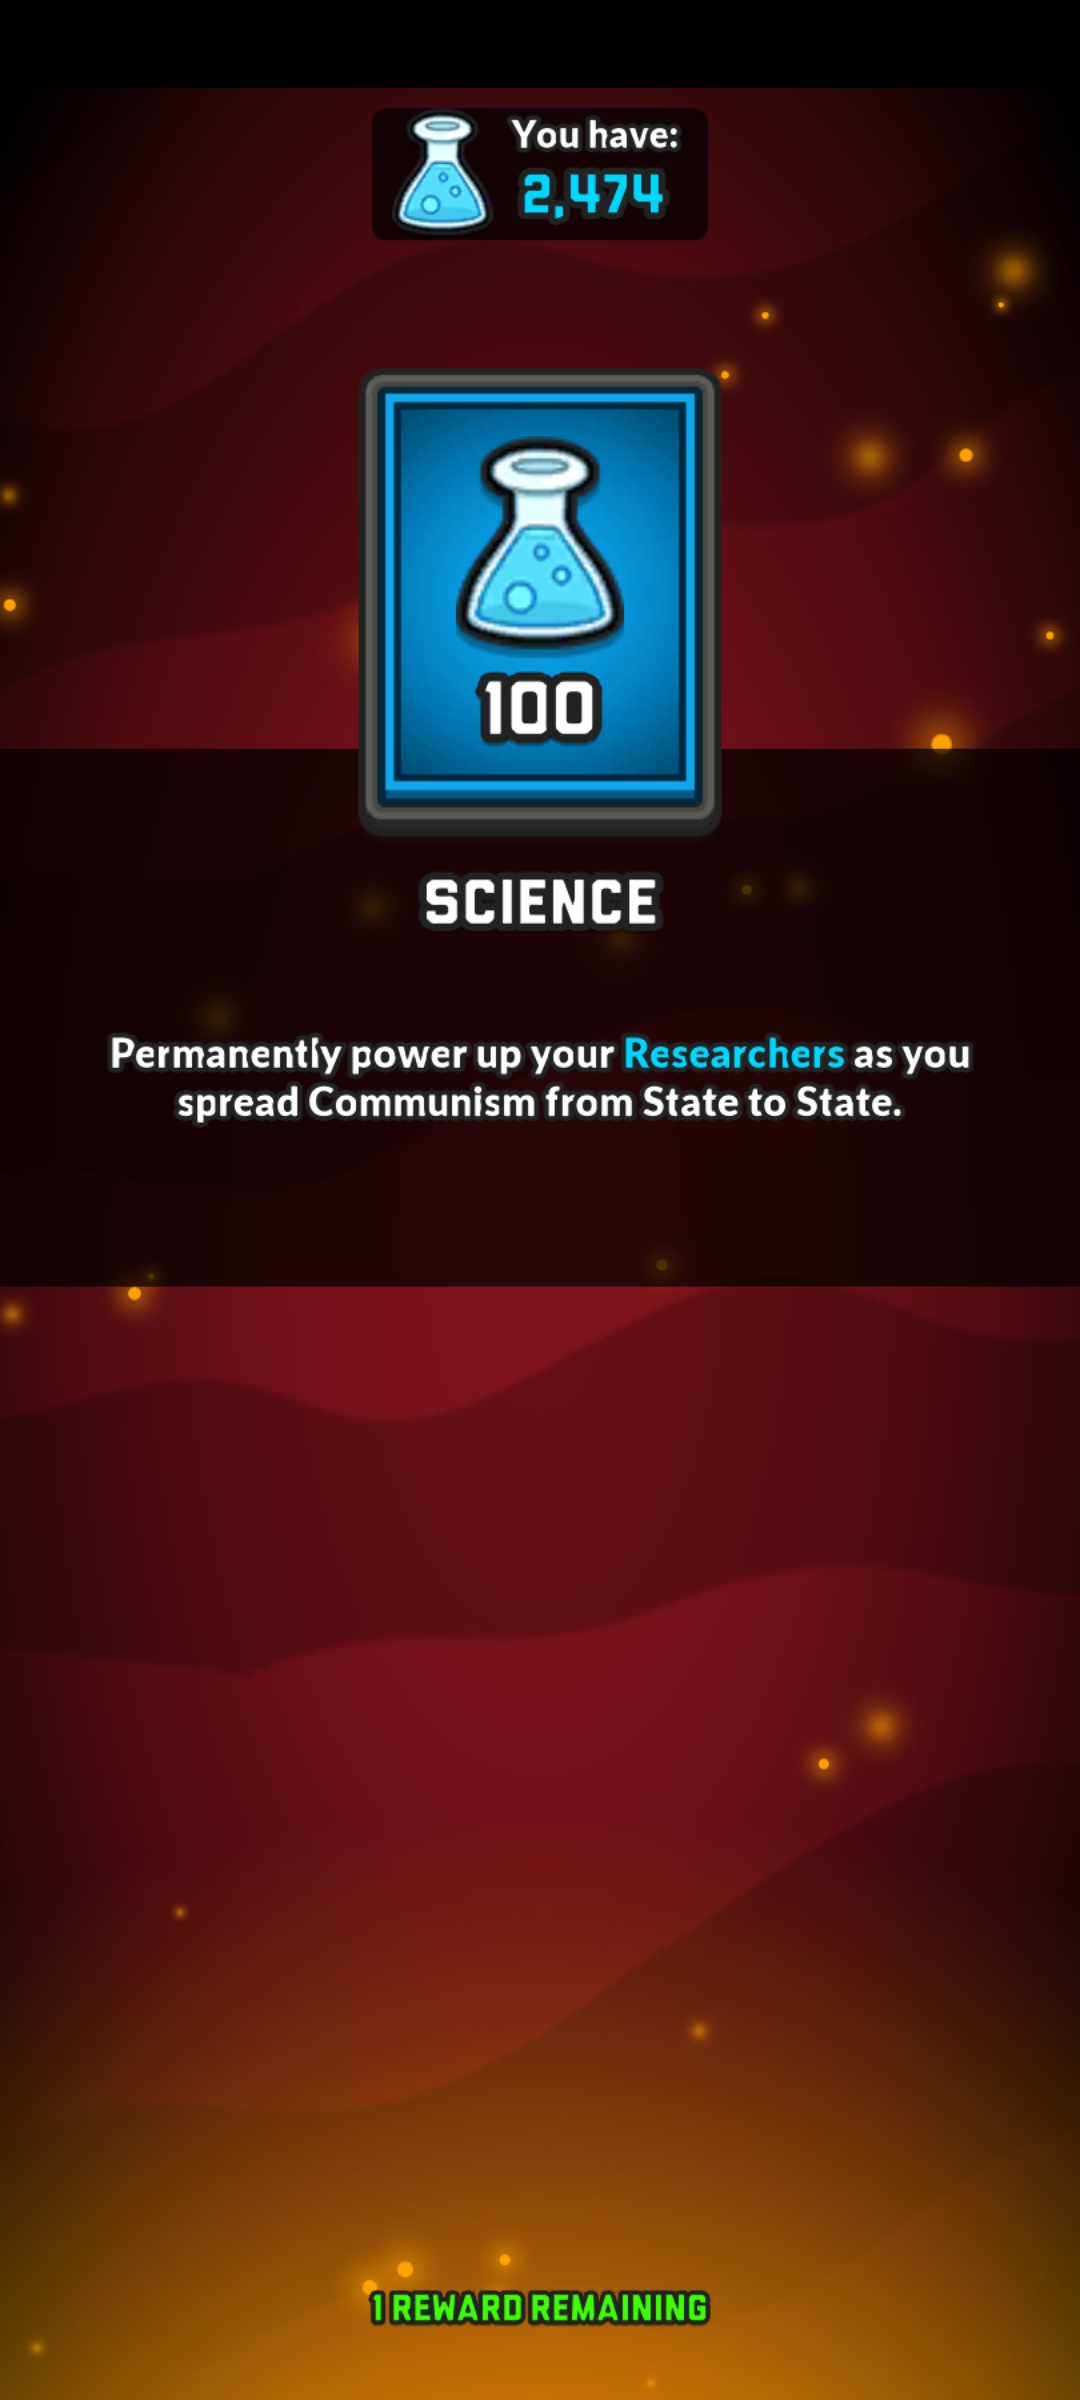 You have:
2,474
100
SCIENCE
Permanently power up your Researchers as you
spread Communism from State to State.
1 REWARD REMAINING